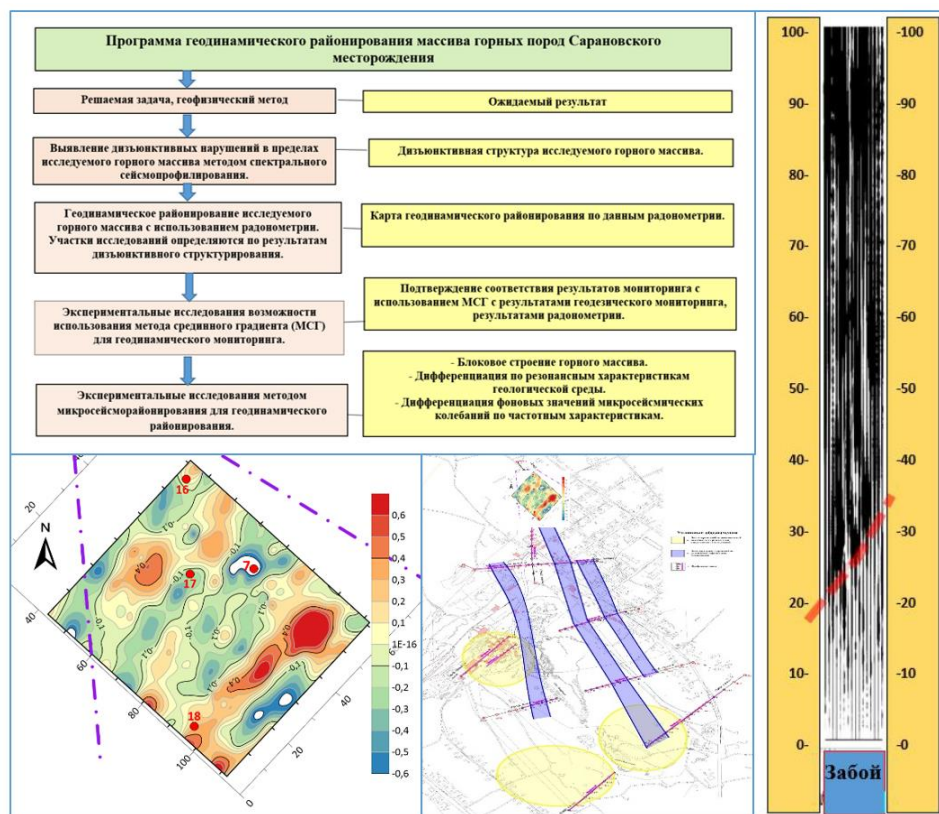 Программа геодинамического районирования массива горных пород Сарановского
месторождения
Решаемая задача, геофизический метод
Ожидаемый результат
Выявление дизъюнктивных нарушений в пределах
исследуемого горного массива методом спектрального
сейсмопрофилирования.
Дизъюнктивная структура исследуемого горного массива.
Геодинамическое районирование исследуемого
горного массива с использованием радонометрии.
Участки исследований определяются по результатам
дизъюнктивного структурирования.
Карта геодинамического районирования по данным радонометрии.
Экспериментальные исследования возможности
использования метода срединного градиента (МСГ)
для геодинамического мониторинга.
Подтверждение соответствия результатов мониторинга с
использованием МСГ с результатами геодезического мониторинга,
результатами радонометрии.
Экспериментальные исследования методом
микросейсморайонирования для геодинамического
районирования.
- Блоковое строение горного массива.
- Дифференциация по резонансным характеристикам
геологической среды.
- Дифференциация фоновых значений микросейсмических
колебаний по частотным характеристикам.
N
16
7
17
18
20
40
40
60
80
100
0
20
40
0,6
0,5
0,4
0,3
0,2
0,1
1E-16
-0,1
-0,2
-0,3
-0,4
-0,5
-0,6
100- -100
90- -90
80- -80
70- -70
60- -60
50- -50
40- -40
30- -30
20- -20
10- -10
0- -0
Забой